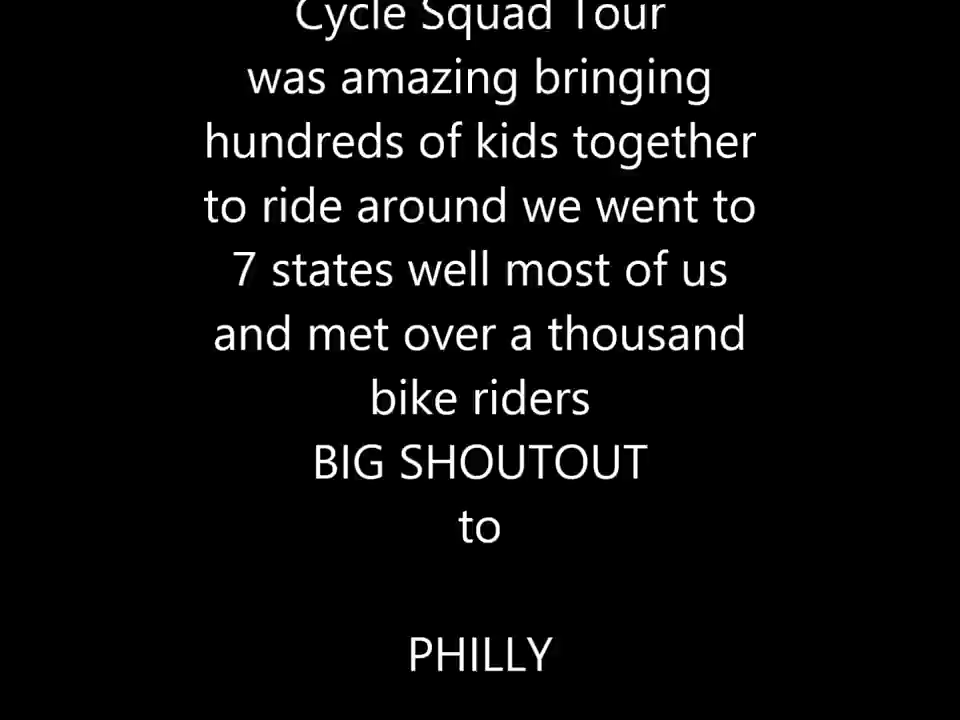 Cycle Squad Tour
was amazing bringing
hundreds of kids together
to ride around we went to
7 states well most of us
and met over a thousand
bike riders
BIG SHOUTOUT
to
PHILLY